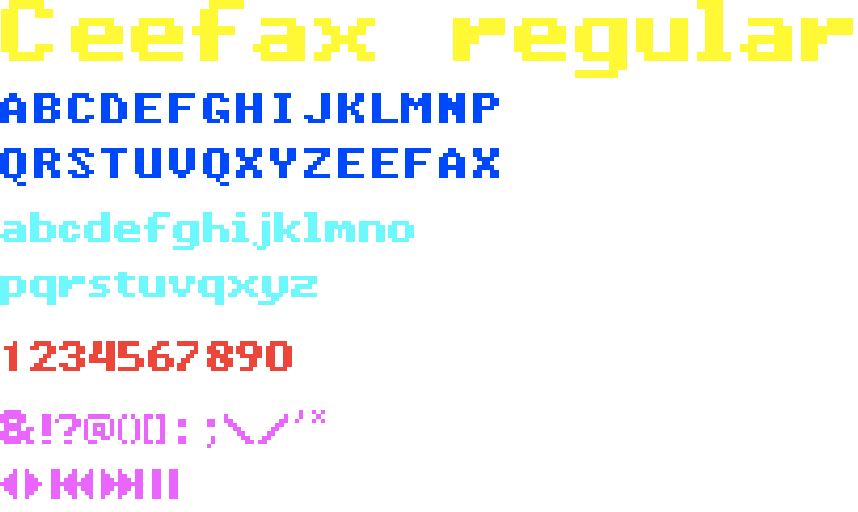 Ceefax regular
ABCDEFGHIJKLMNP
QRSTUVQXYZEEFAX
abcdefghijklmno
pqrstuvqxyz
1234567890
&!?@()[]:;\/'×
◀▶⏮⏭⏸